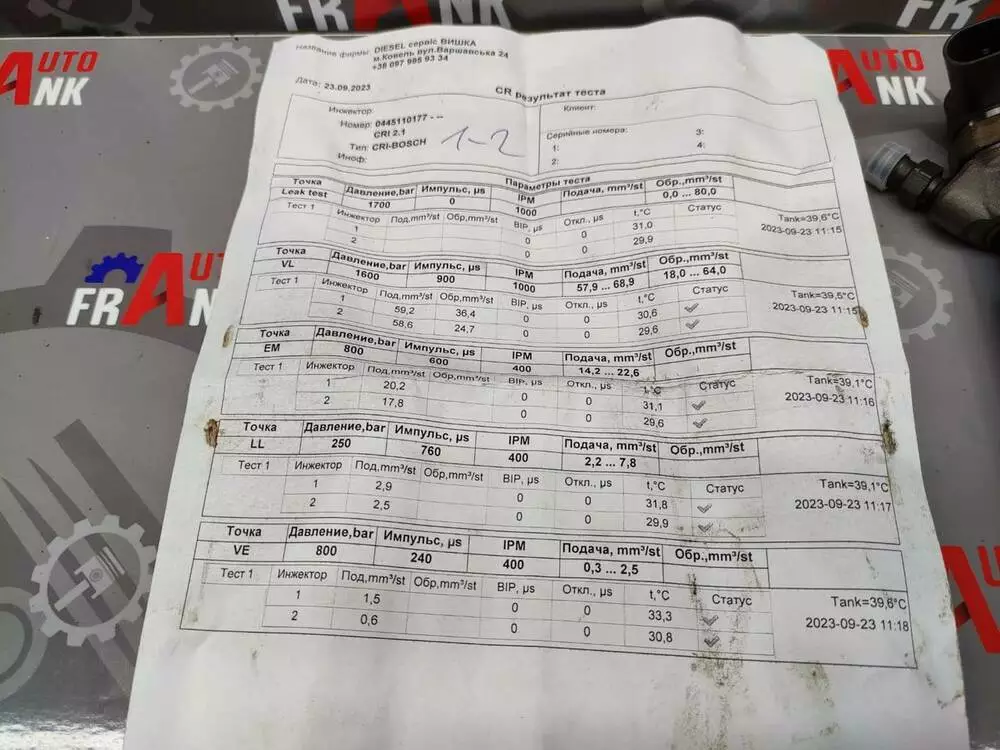 FRANK
FRANK
AUTO
ANK
AUTO
ANK
AUTO
FRANK
Название фирмы: DIESEL сервіс ВИШКА
м.Ковель вул.Варшавська 24
+38 097 995 93 34
Дата: 23.09.2023
CR результат теста
Инжектор:
Номер: 0445110177 - --
CRI 2.1
Тип: CRI-BOSCH
Иноф:
1-2
Клиент:
Серийные номера:
1: 3:
2: 4:
Параметры теста
Точка Давление,bar Импульс, µs IPM Подача, mm³/st Обр.,mm³/st
Leak test 1700 0 1000 0,0 ... 80,0
Тест 1 Инжектор Под,mm³/st Обр,mm³/st BIP, µs Откл., µs t,°C Статус Tank=39,6°C
1 0 0 31,0 2023-09-23 11:15
2 0 0 29,9
Точка Давление,bar Импульс, µs IPM Подача, mm³/st Обр.,mm³/st
VL 1600 900 1000 57,9 ... 68,9 18,0 ... 64,0
Тест 1 Инжектор Под,mm³/st Обр,mm³/st BIP, µs Откл., µs t,°C Статус Tank=39,5°C
1 59,2 36,4 0 0 30,6 2023-09-23 11:15
2 58,6 24,7 0 0 29,6
Точка Давление,bar Импульс, µs IPM Подача, mm³/st Обр.,mm³/st
EM 800 600 400 14,2 ... 22,6
Тест 1 Инжектор Под,mm³/st Обр,mm³/st BIP, µs Откл., µs t,°C Статус Tank=39,1°C
1 20,2 0 0 31,1 2023-09-23 11:16
2 17,8 0 0 29,6
Точка Давление,bar Импульс, µs IPM Подача, mm³/st Обр.,mm³/st
LL 250 760 400 2,2 ... 7,8
Тест 1 Инжектор Под,mm³/st Обр,mm³/st BIP, µs Откл., µs t,°C Статус Tank=39,1°C
1 2,9 0 0 31,8 2023-09-23 11:17
2 2,5 0 0 29,9
Точка Давление,bar Импульс, µs IPM Подача, mm³/st Обр.,mm³/st
VE 800 240 400 0,3 ... 2,5
Тест 1 Инжектор Под,mm³/st Обр,mm³/st BIP, µs Откл., µs t,°C Статус Tank=39,6°C
1 1,5 0 0 33,3 2023-09-23 11:18
2 0,6 0 0 30,8